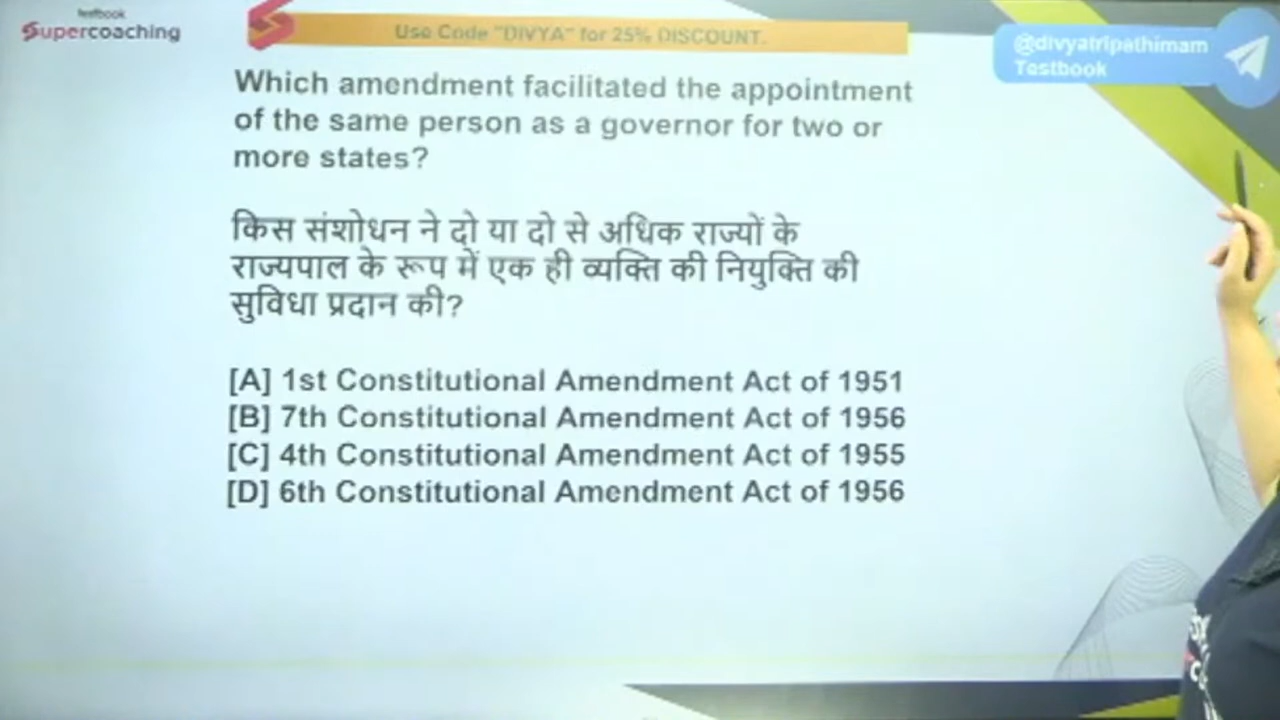 testbook
Supercoaching
Use Code "DIVYA" for 25% DISCOUNT.
@divyatripathimam
Testbook
Which amendment facilitated the appointment
of the same person as a governor for two or
more states?
किस संशोधन ने दो या दो से अधिक राज्यों के
राज्यपाल के रूप में एक ही व्यक्ति की नियुक्ति की
सुविधा प्रदान की?
[A] 1st Constitutional Amendment Act of 1951
[B] 7th Constitutional Amendment Act of 1956
[C] 4th Constitutional Amendment Act of 1955
[D] 6th Constitutional Amendment Act of 1956